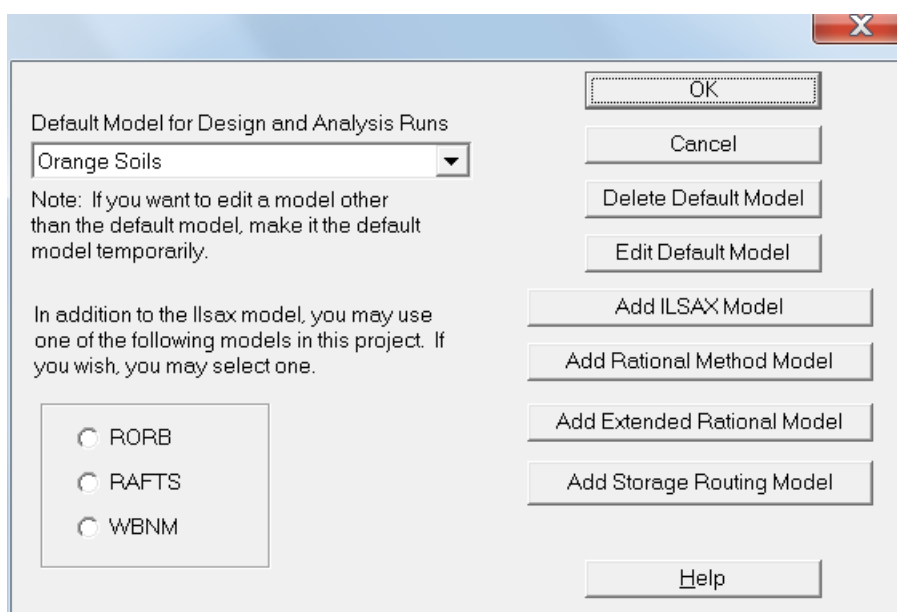 X
OK
Default Model for Design and Analysis Runs
Cancel
Orange Soils
Note: If you want to edit a model other
than the default model, make it the default
model temporarily.
Delete Default Model
Edit Default Model
In addition to the Ilsax model, you may use
one of the following models in this project. If
you wish, you may select one.
Add ILSAX Model
Add Rational Method Model
Add Extended Rational Model
Add Storage Routing Model
RORB
RAFTS
WBNM
Help